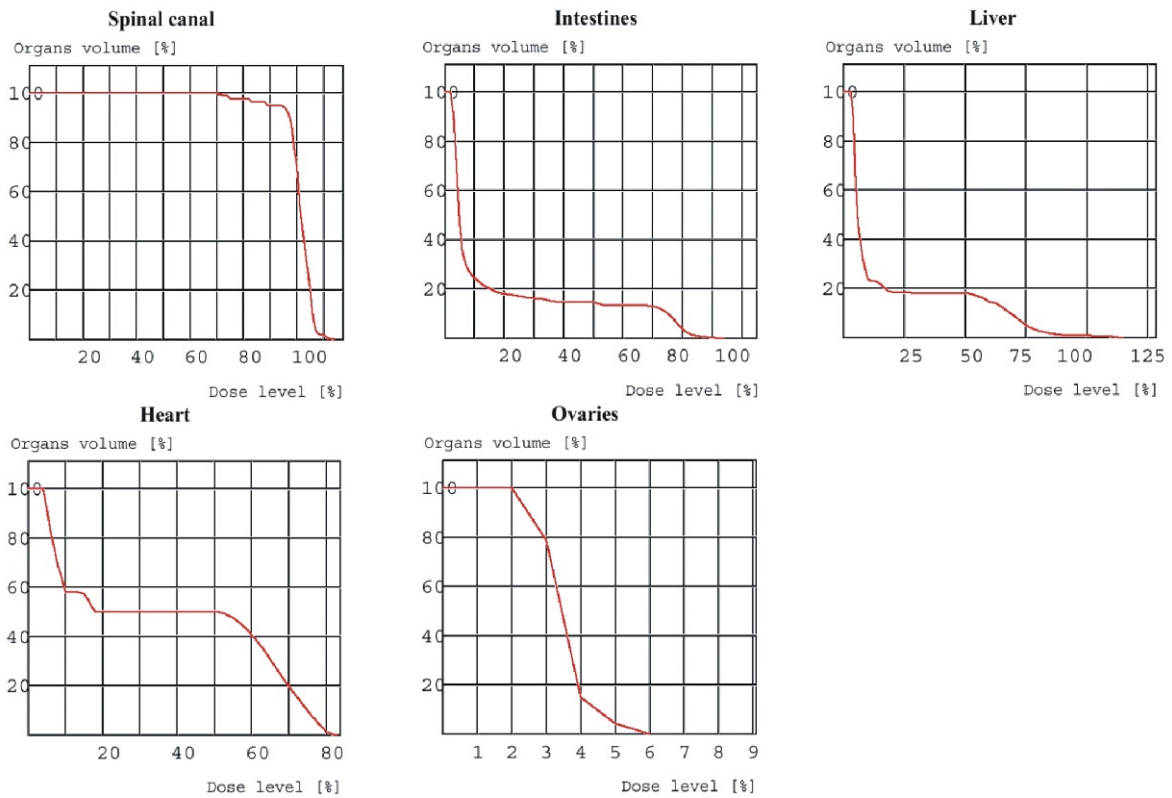 Spinal canal
Organs volume [%]
100
80
60
40
20
20 40 60 80 100
Dose level [%]
Intestines
Organs volume [%]
100
80
60
40
20
20 40 60 80 100
Dose level [%]
Liver
Organs volume [%]
100
80
60
40
20
25 50 75 100 125
Dose level [%]
Heart
Organs volume [%]
100
80
60
40
20
20 40 60 80
Dose level [%]
Ovaries
Organs volume [%]
100
80
60
40
20
1 2 3 4 5 6 7 8 9
Dose level [%]